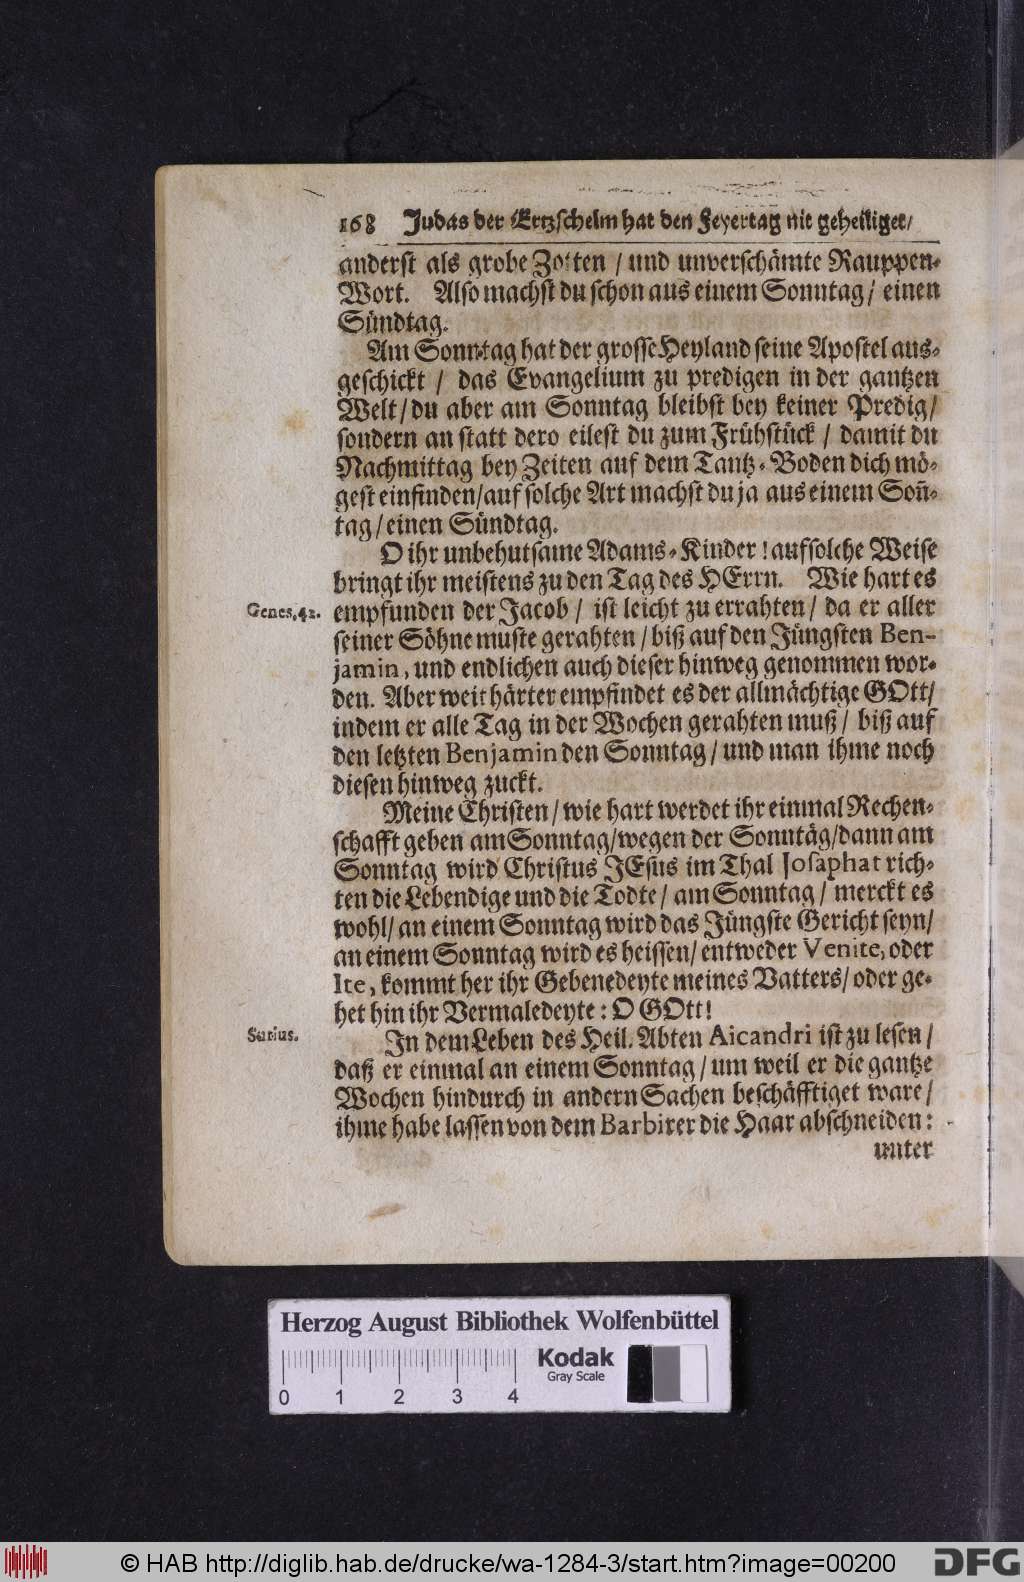 168 Judas der Ertzschelm hat den Feyertag nit geheiliget/
anderst als grobe Zotten / und unverschämte Rauppen-
Wort. Also machst du schon aus einem Sonntag / einen
Sündtag.
Am Sonntag hat der grosse Heyland seine Apostel aus-
geschickt / das Evangelium zu predigen in der gantzen
Welt / du aber am Sonntag bleibst bey keiner Predig /
sondern an statt dero eilest du zum Frühstück / damit du
Nachmittag bey Zeiten auf dem Tantz-Boden dich mö-
gest einfinden / auf solche Art machst du ja aus einem Soñ-
tag / einen Sündtag.
O ihr unbehutsame Adams-Kinder ! auf solche Weise
bringt ihr meistens zu den Tag des HErrn. Wie hart es
Genes. 42. empfunden der Jacob / ist leicht zu errahten / da er aller
seiner Söhne muste gerahten / biß auf den Jüngsten Ben-
jamin, und endlichen auch dieser hinweg genommen wor-
den. Aber weit härter empfindet es der allmächtige GOtt /
indem er alle Tag in der Wochen gerahten muß / biß auf
den letzten Benjamin den Sonntag / und man ihme noch
diesen hinweg zuckt.
Meine Christen / wie hart werdet ihr einmal Rechen-
schafft geben am Sonntag / wegen der Sonntäg / dann am
Sonntag wird Christus JEsus im Thal Josaphat rich-
ten die Lebendige und die Todte / am Sonntag / merckt es
wohl / an einem Sonntag wird das Jüngste Gericht seyn /
an einem Sonntag wird es heissen / entweder Venite, oder
Ite, kommt her ihr Gebenedeyte meines Vatters / oder ge-
het hin ihr Vermaledeyte : O GOtt !
Surius. In dem Leben des Heil. Abten Aicandri ist zu lesen /
daß er einmal an einem Sonntag / um weil er die gantze
Wochen hindurch in andern Sachen beschäfftiget ware /
ihme habe lassen von dem Barbirer die Haar abschneiden :
unter
Herzog August Bibliothek Wolfenbüttel
Kodak
Gray Scale
0 1 2 3 4
© HAB http://diglib.hab.de/drucke/wa-1284-3/start.htm?image=00200
DFG